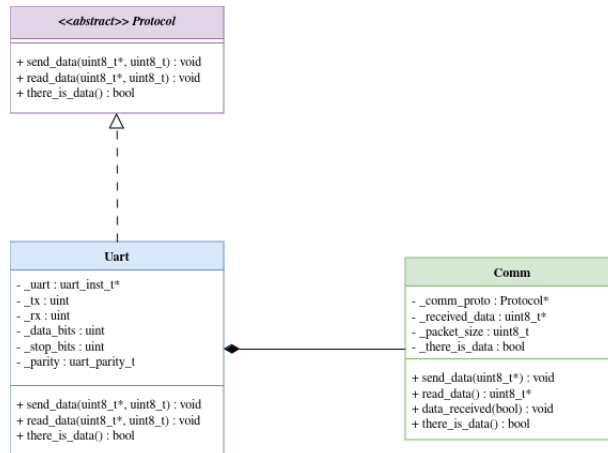 <<abstract>> Protocol
+ send_data(uint8_t*, uint8_t) : void
+ read_data(uint8_t*, uint8_t) : void
+ there_is_data() : bool
Uart
- _uart : uart_inst_t*
- _tx : uint
- _rx : uint
- _data_bits : uint
- _stop_bits : uint
- _parity : uart_parity_t
+ send_data(uint8_t*, uint8_t) : void
+ read_data(uint8_t*, uint8_t) : void
+ there_is_data() : bool
Comm
- _comm_proto : Protocol*
- _received_data : uint8_t*
- _packet_size : uint8_t
- _there_is_data : bool
+ send_data(uint8_t*) : void
+ read_data() : uint8_t*
+ data_received(bool) : void
+ there_is_data() : bool